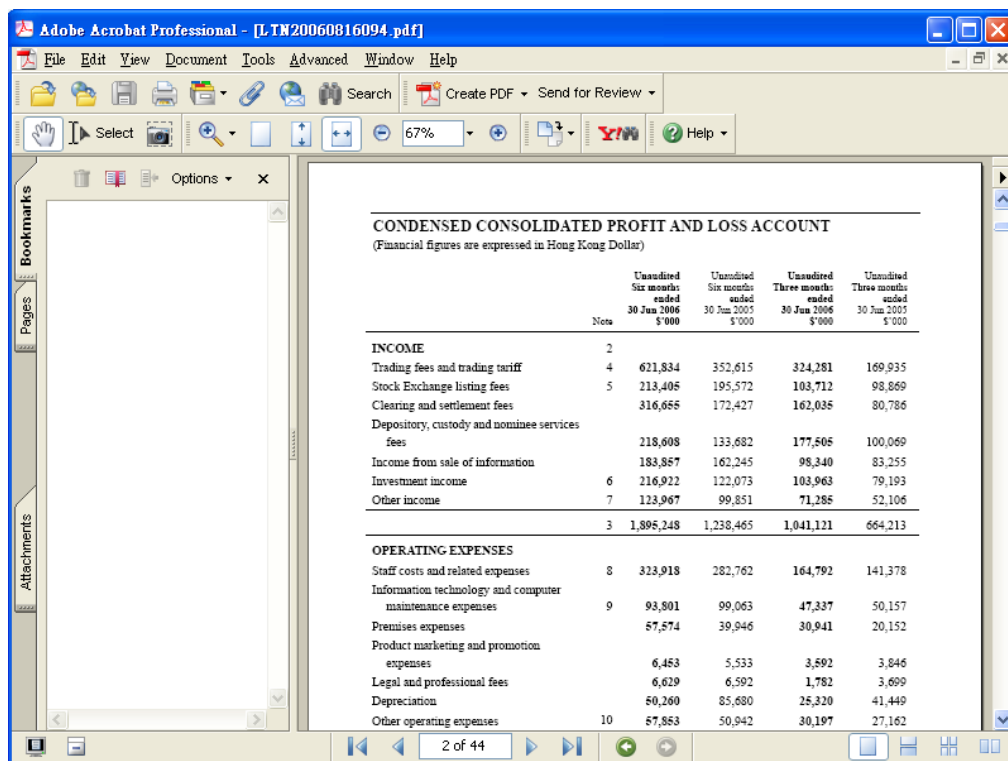 Adobe Acrobat Professional - [LTN20060816094.pdf]
File Edit View Document Tools Advanced Window Help
Search Create PDF Send for Review
Select 67% Y! Help
Options x
Bookmarks
Pages
Attachments
CONDENSED CONSOLIDATED PROFIT AND LOSS ACCOUNT
(Financial figures are expressed in Hong Kong Dollar)
Unaudited Unaudited Unaudited Unaudited
Six months Six months Three months Three months
ended ended ended ended
30 Jun 2006 30 Jun 2005 30 Jun 2006 30 Jun 2005
Note $'000 $'000 $'000 $'000
INCOME 2
Trading fees and trading tariff 4 621,834 352,615 324,281 169,935
Stock Exchange listing fees 5 213,405 195,572 103,712 98,869
Clearing and settlement fees 316,655 172,427 162,035 80,786
Depository, custody and nominee services
fees 218,608 133,682 177,505 100,069
Income from sale of information 183,857 162,245 98,340 83,255
Investment income 6 216,922 122,073 103,963 79,193
Other income 7 123,967 99,851 71,285 52,106
3 1,895,248 1,238,465 1,041,121 664,213
OPERATING EXPENSES
Staff costs and related expenses 8 323,918 282,762 164,792 141,378
Information technology and computer
maintenance expenses 9 93,801 99,063 47,337 50,157
Premises expenses 57,574 39,946 30,941 20,152
Product marketing and promotion
expenses 6,453 5,533 3,592 3,846
Legal and professional fees 6,629 6,592 1,782 3,699
Depreciation 50,260 85,680 25,320 41,449
Other operating expenses 10 57,853 50,942 30,197 27,162
2 of 44